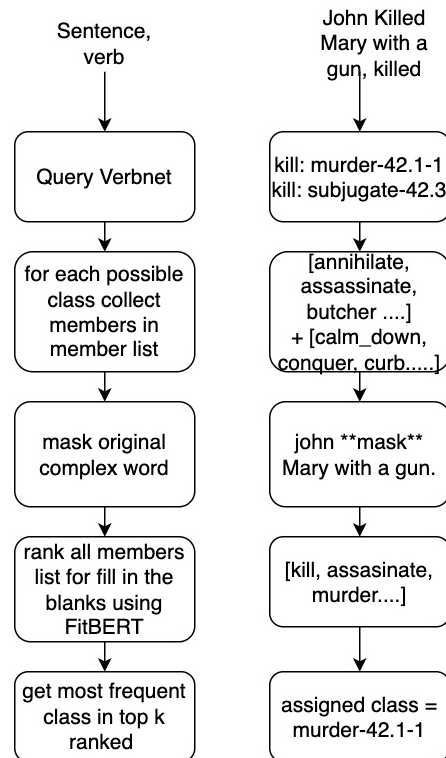 Sentence,
verb
Query Verbnet
for each possible
class collect
members in
member list
mask original
complex word
rank all members
list for fill in the
blanks using
FitBERT
get most frequent
class in top k
ranked
John Killed
Mary with a
gun, killed
kill: murder-42.1-1
kill: subjugate-42.3
[annihilate,
assassinate,
butcher ....]
+ [calm_down,
conquer, curb.....]
john **mask**
Mary with a gun.
[kill, assasinate,
murder....]
assigned class =
murder-42.1-1